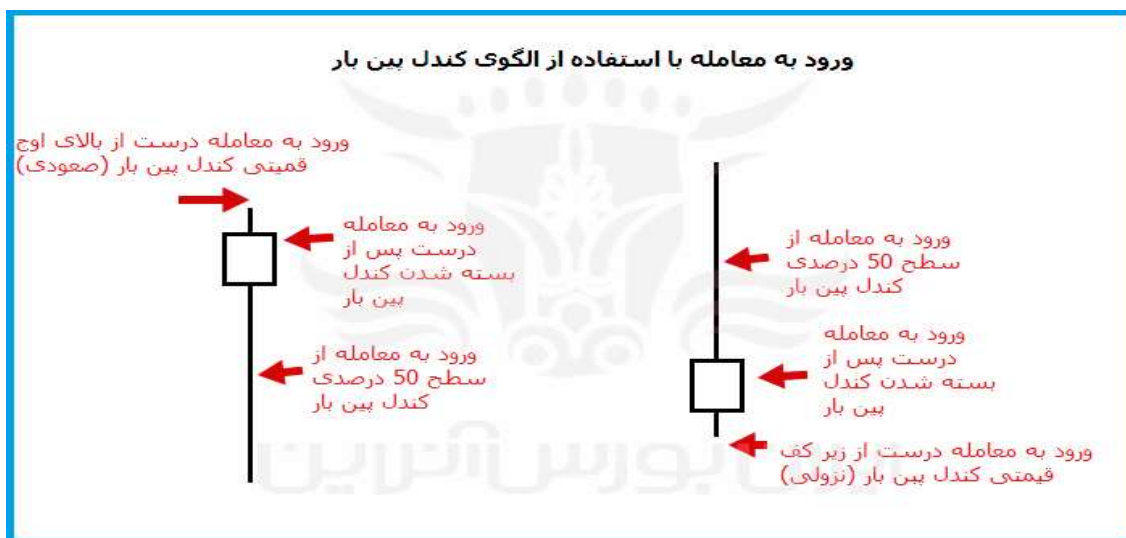 ورود به معامله با استفاده از الگوی کندل پین بار
ورود به معامله درست از بالای اوج
قمیتی کندل پین بار (صعودی)
ورود به معامله
درست پس از
بسته شدن کندل
پین بار
ورود به معامله از
سطح 50 درصدی
کندل پین بار
ورود به معامله از
سطح 50 درصدی
کندل پین بار
ورود به معامله
درست پس از
بسته شدن کندل
پین بار
ورود به معامله درست از زیر کف
قیمتی کندل پین بار (نزولی)
ایران بورس آنلاین